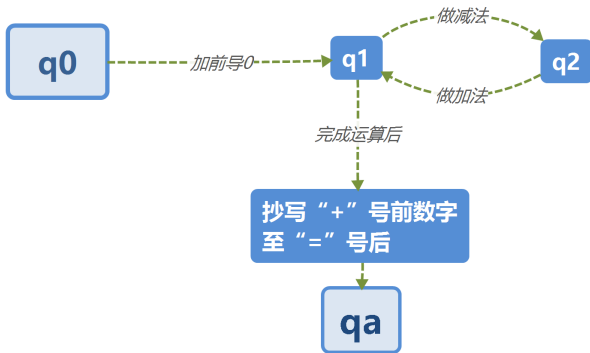 q0
加前导0
q1
做减法
q2
做加法
完成运算后
抄写“+”号前数字
至“=”号后
qa